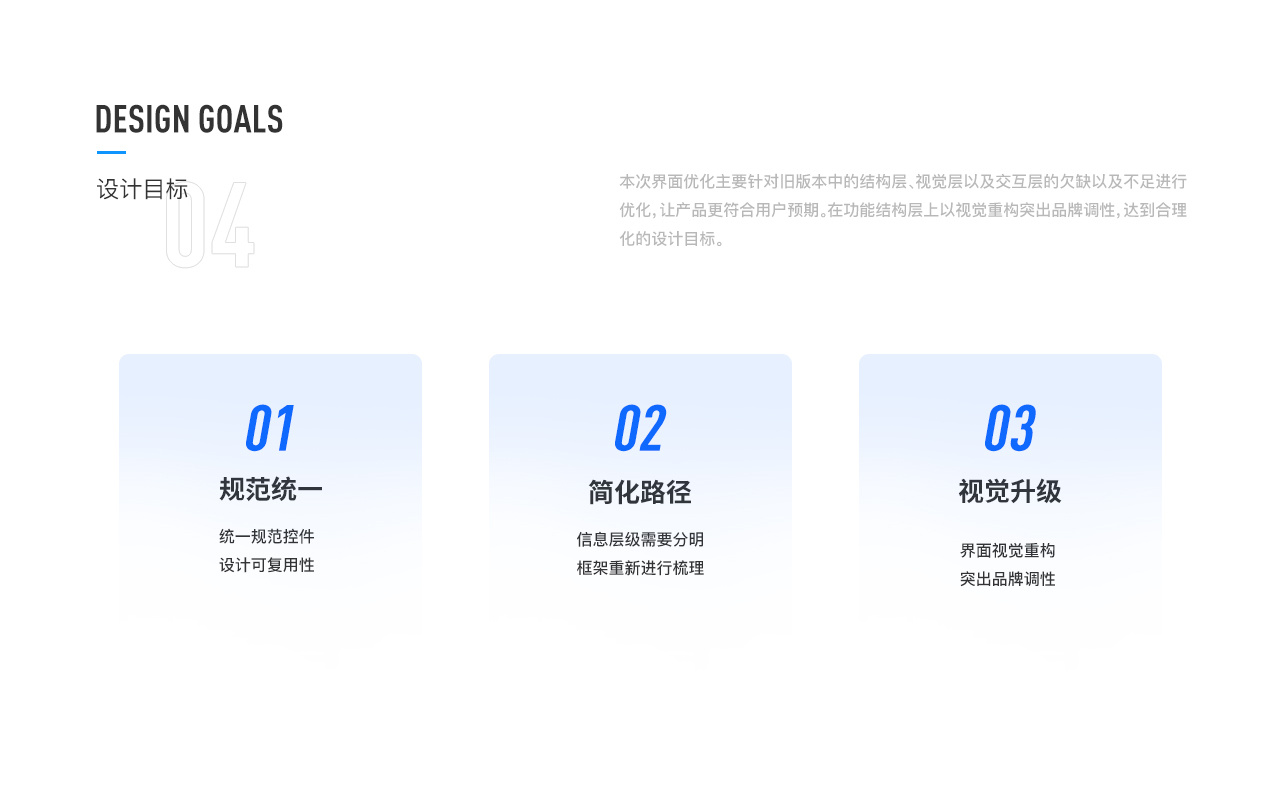 DESIGN GOALS
设计目标
04
本次界面优化主要针对旧版本中的结构层、视觉层以及交互层的欠缺以及不足进行
优化，让产品更符合用户预期。在功能结构层上以视觉重构突出品牌调性，达到合理
化的设计目标。
01
规范统一
统一规范控件
设计可复用性
02
简化路径
信息层级需要分明
框架重新进行梳理
03
视觉升级
界面视觉重构
突出品牌调性